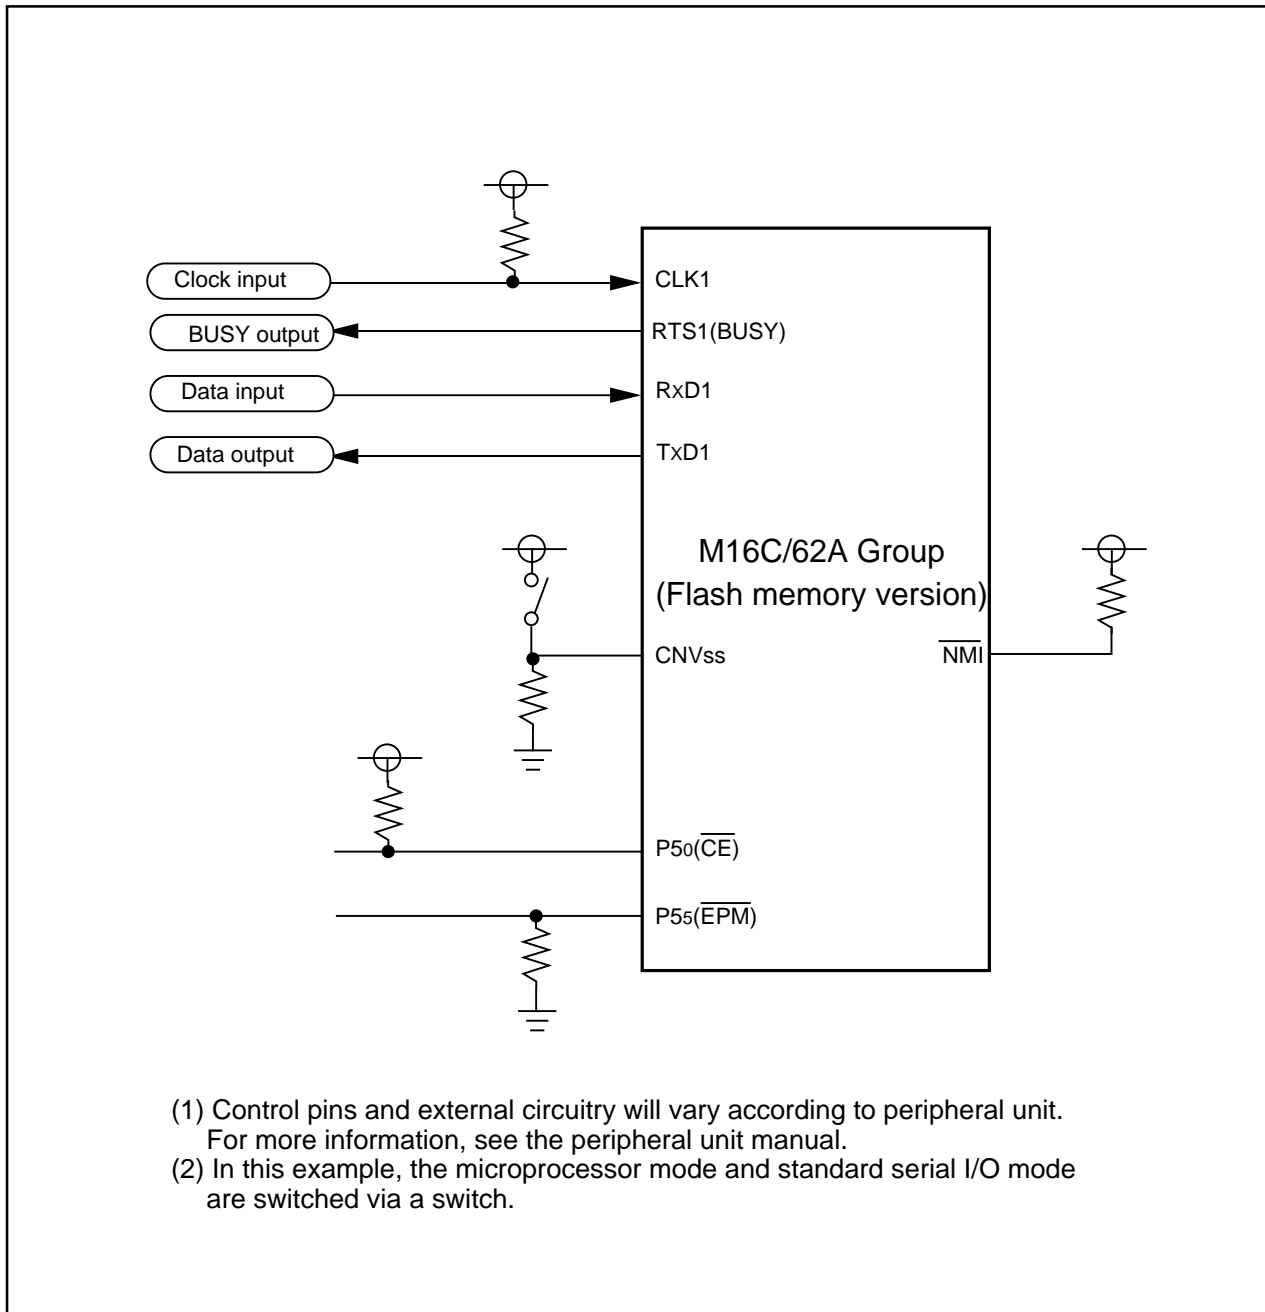 Clock input
CLK1
BUSY output
RTS1(BUSY)
Data input
RxD1
Data output
TxD1
M16C/62A Group
(Flash memory version)
CNVss
NMI
P50(CE)
P55(EPM)
(1) Control pins and external circuitry will vary according to peripheral unit.
For more information, see the peripheral unit manual.
(2) In this example, the microprocessor mode and standard serial I/O mode
are switched via a switch.